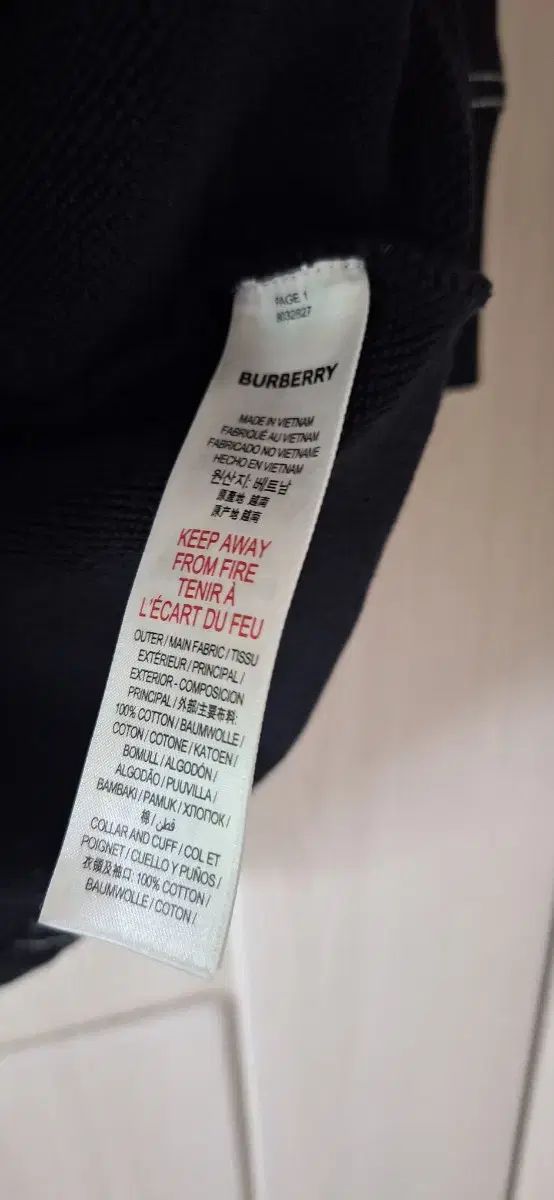 PAGE 1
8032827
BURBERRY
MADE IN VIETNAM
FABRIQUÉ AU VIETNAM
FABRICADO NO VIETNAME
HECHO EN VIETNAM
원산지: 베트남
原產地 越南
原产地 越南
KEEP AWAY
FROM FIRE
TENIR À
L'ÉCART DU FEU
OUTER / MAIN FABRIC / TISSU
EXTÉRIEUR / PRINCIPAL /
EXTERIOR - COMPOSICION
PRINCIPAL / 外部/主要布料:
100% COTTON / BAUMWOLLE /
COTON / COTONE / KATOEN /
BOMULL / ALGODÓN /
ALGODÃO / PUUVILLA /
BAMBAKI / PAMUK / ХЛОПОК /
棉 / قطن
COLLAR AND CUFF / COL ET
POIGNET / CUELLO Y PUÑOS /
衣領及袖口: 100% COTTON /
BAUMWOLLE / COTON /